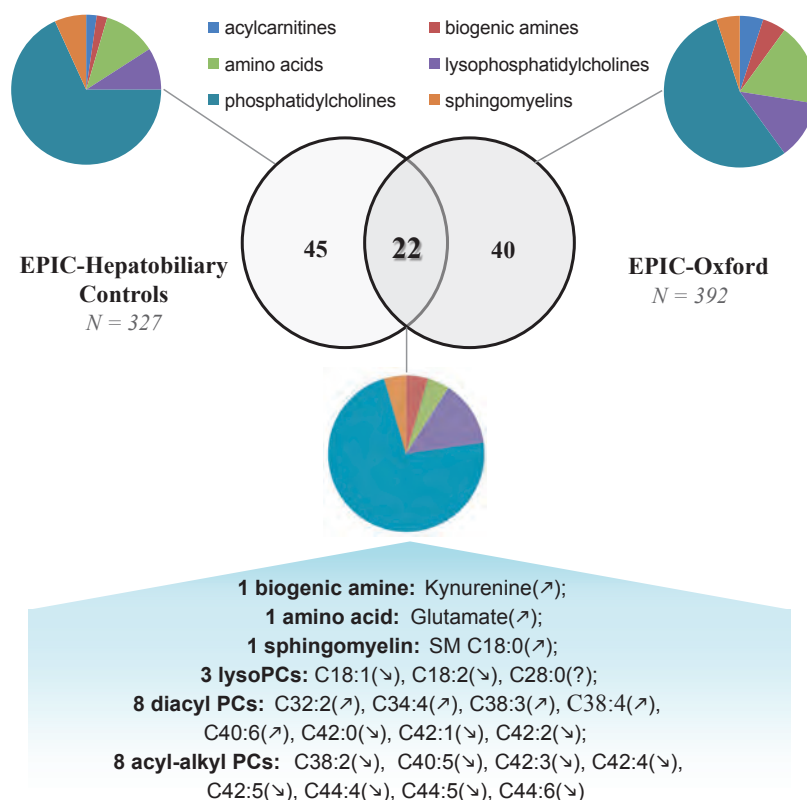 acylcarnitines
biogenic amines
amino acids
lysophosphatidylcholines
phosphatidylcholines
sphingomyelins
45
22
40
EPIC-Hepatobiliary
Controls
N = 327
EPIC-Oxford
N = 392
1 biogenic amine: Kynurenine(↗);
1 amino acid: Glutamate(↗);
1 sphingomyelin: SM C18:0(↗);
3 lysoPCs: C18:1(↘), C18:2(↘), C28:0(?);
8 diacyl PCs: C32:2(↗), C34:4(↗), C38:3(↗), C38:4(↗),
C40:6(↗), C42:0(↘), C42:1(↘), C42:2(↘);
8 acyl-alkyl PCs: C38:2(↘), C40:5(↘), C42:3(↘), C42:4(↘),
C42:5(↘), C44:4(↘), C44:5(↘), C44:6(↘)